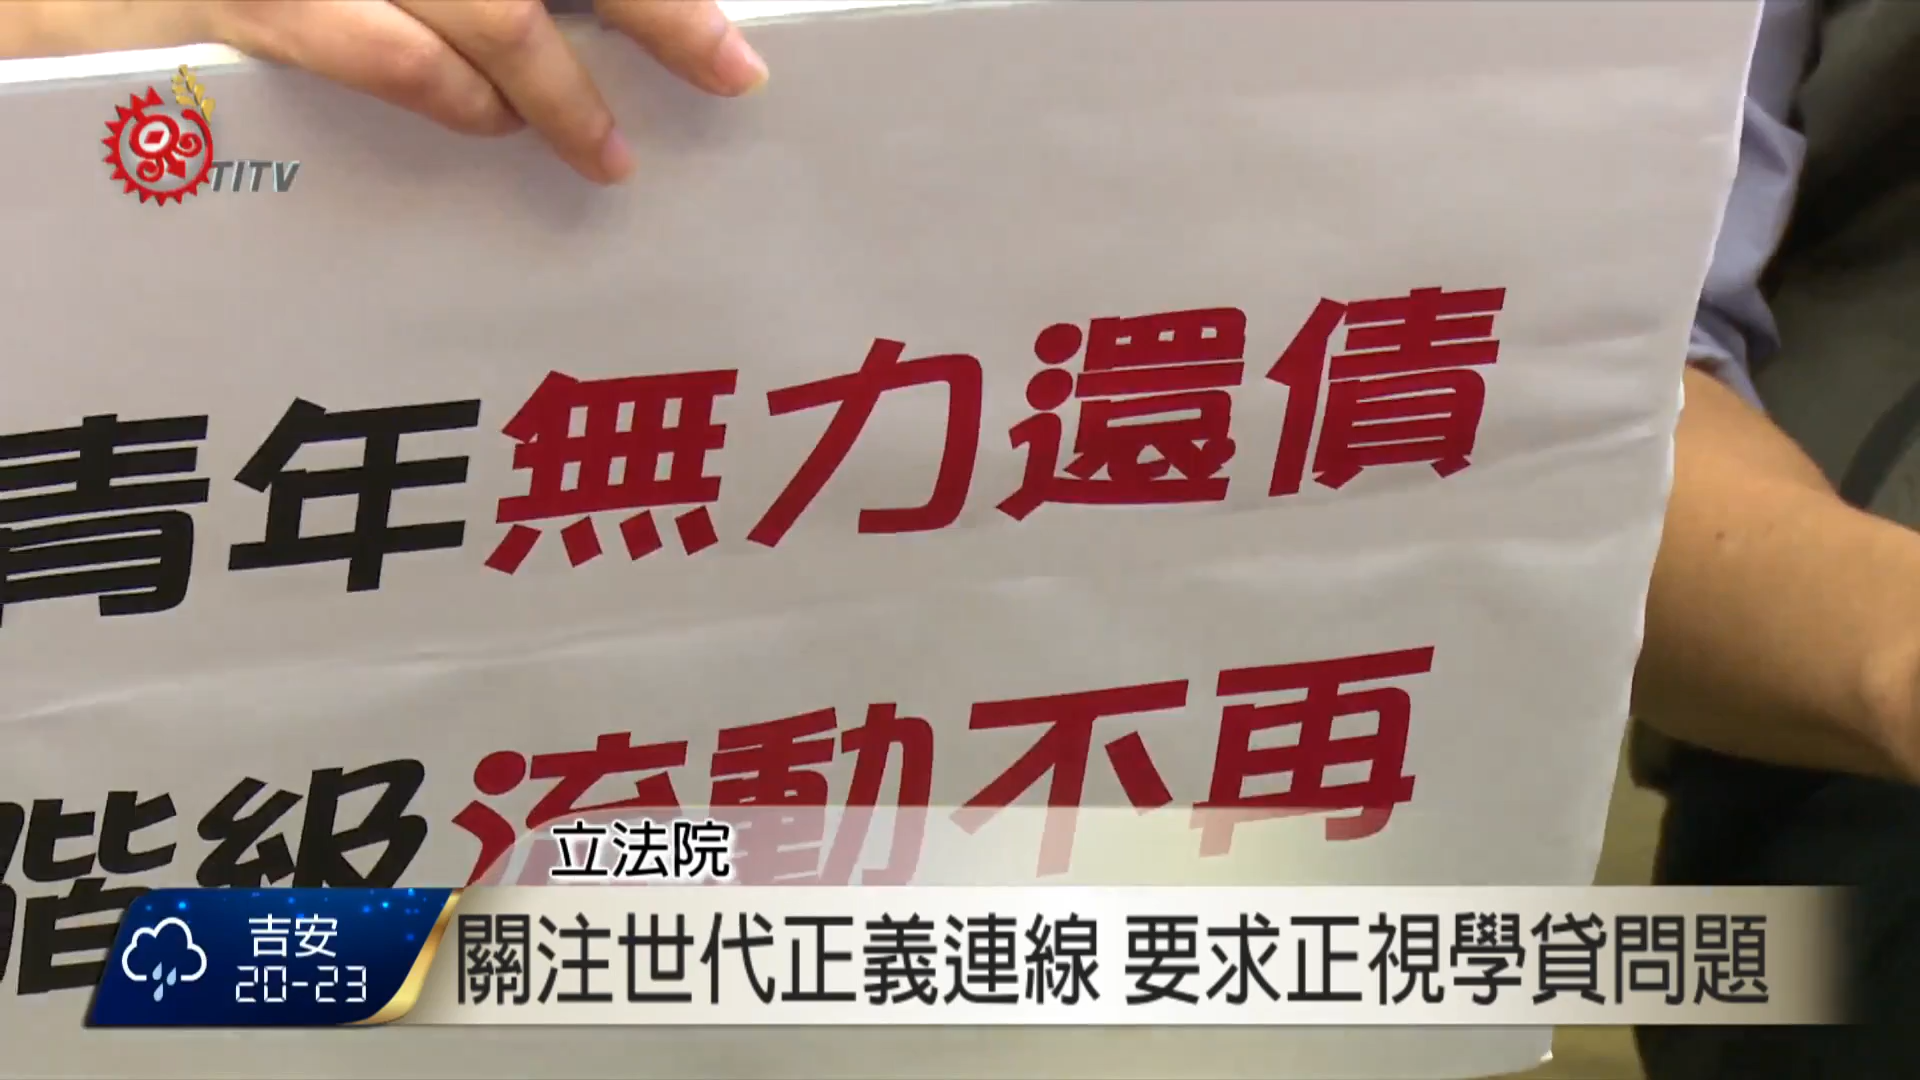 TITV
青年無力還債
階級流動不再
立法院
吉安
20-23
關注世代正義連線 要求正視學貸問題